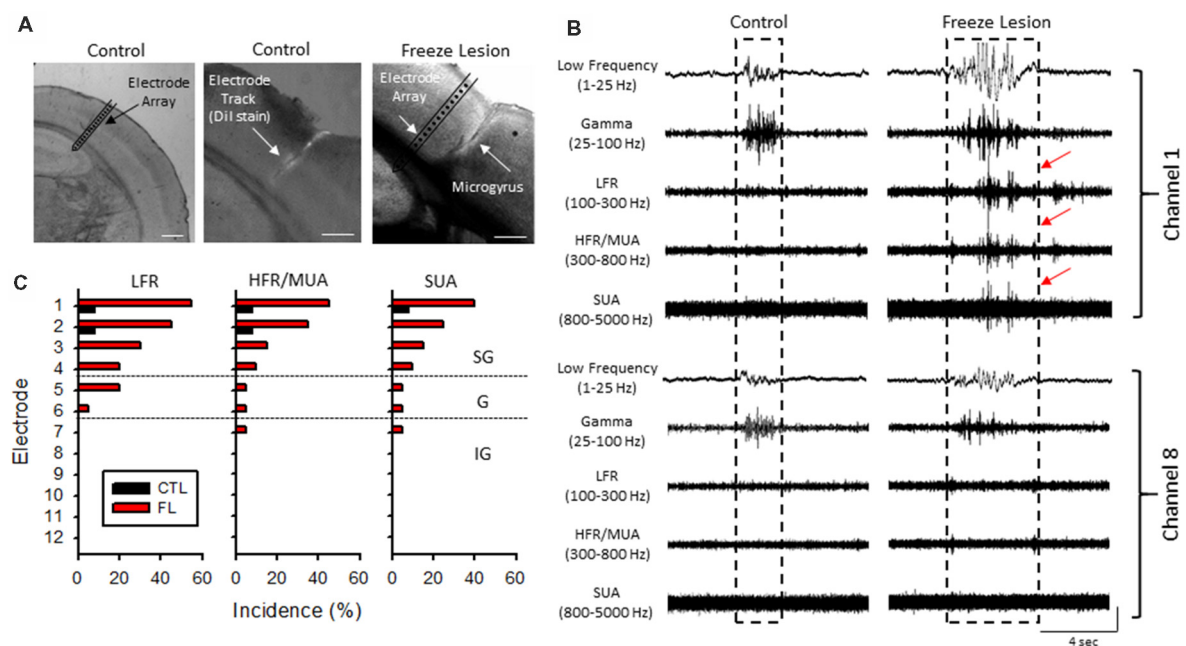 A
Control
Control
Freeze Lesion
Electrode
Array
Electrode
Track
(DiI stain)
Electrode
Array
Microgyrus
B
Control
Freeze Lesion
Low Frequency
(1-25 Hz)
Gamma
(25-100 Hz)
LFR
(100-300 Hz)
HFR/MUA
(300-800 Hz)
SUA
(800-5000 Hz)
Channel 1
Low Frequency
(1-25 Hz)
Gamma
(25-100 Hz)
LFR
(100-300 Hz)
HFR/MUA
(300-800 Hz)
SUA
(800-5000 Hz)
Channel 8
4 sec
C
LFR
HFR/MUA
SUA
Electrode
1
2
3
4
5
6
7
8
9
10
11
12
SG
G
IG
CTL
FL
0 20 40 60
0 20 40 60
0 20 40 60
Incidence (%)